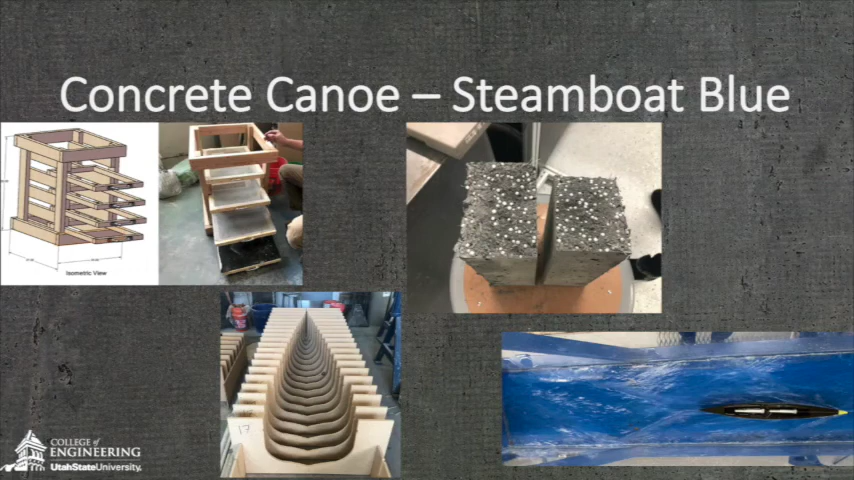 Concrete Canoe – Steamboat Blue
Isometric View
17
COLLEGE of
ENGINEERING
UtahStateUniversity.